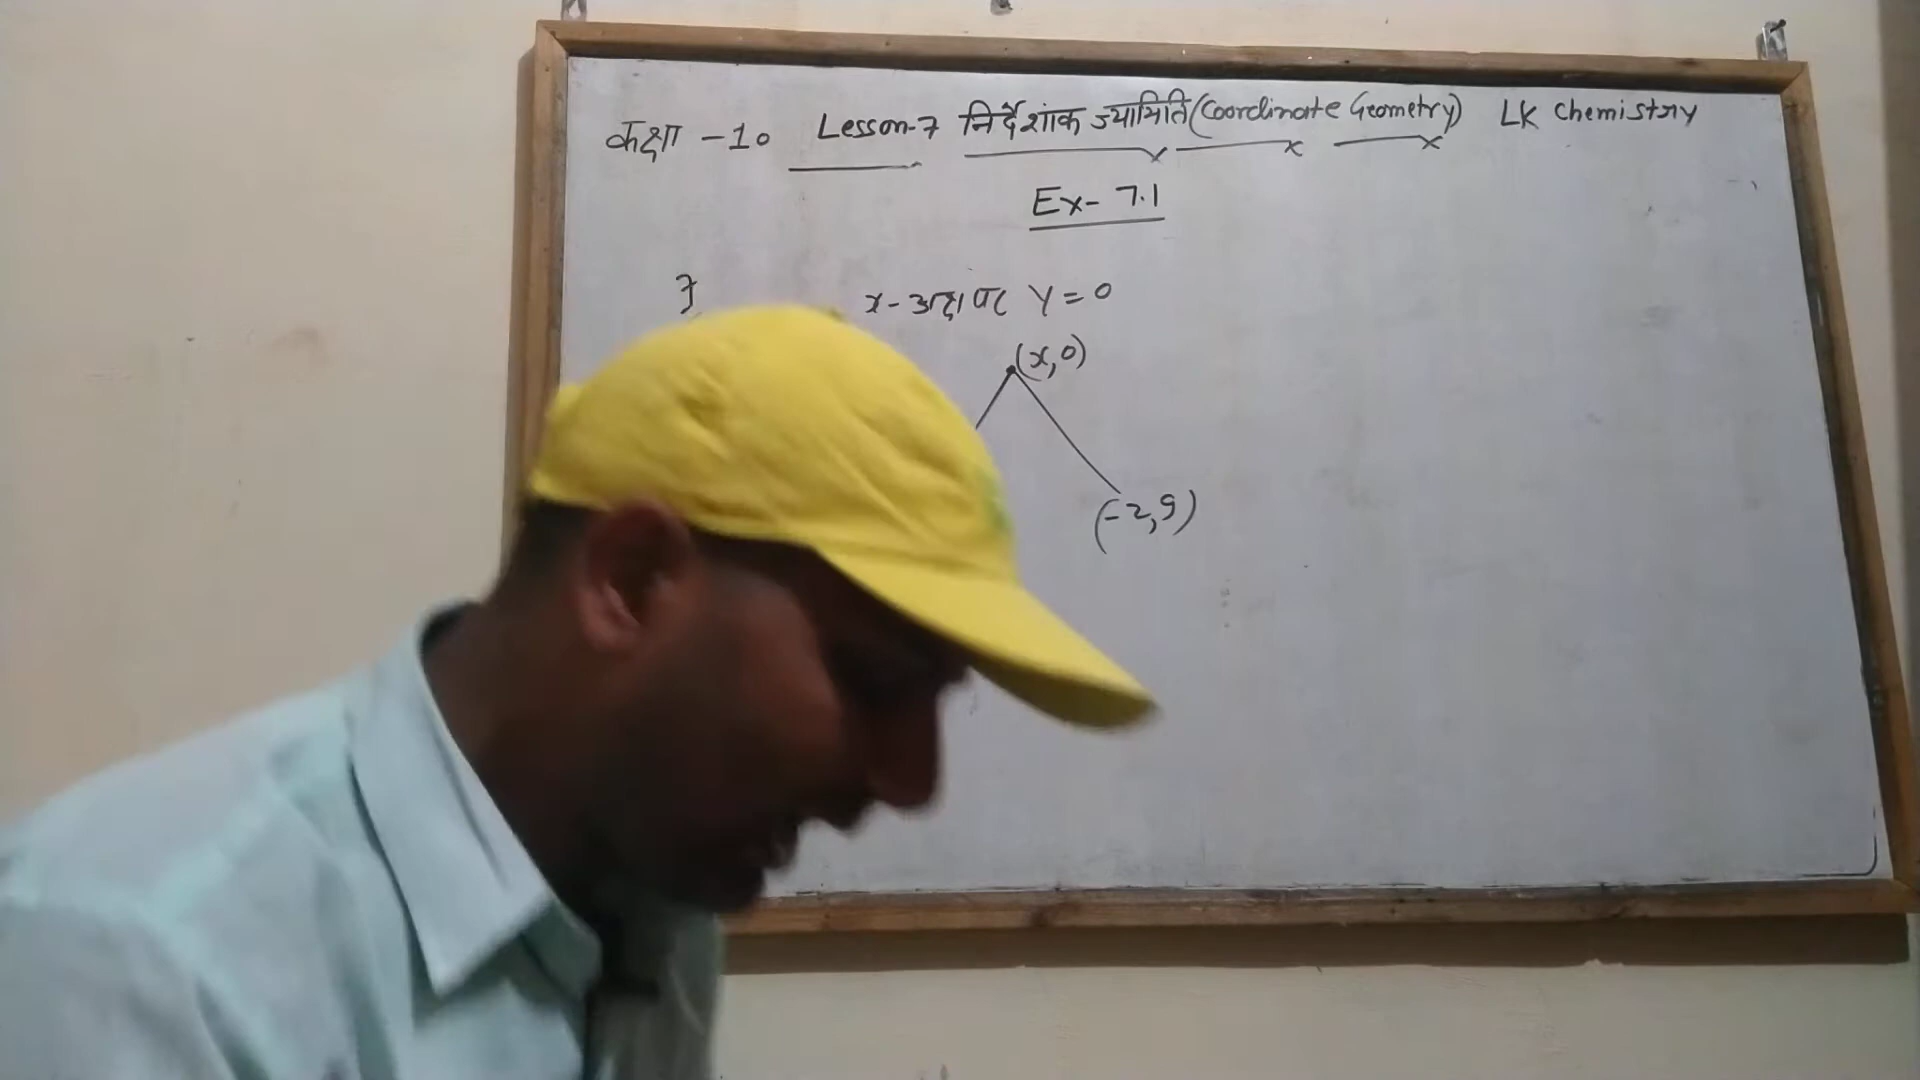 कक्षा -10 Lesson-7 निर्देशांक ज्यामिति (Coordinate Geometry) LK Chemistry
Ex- 7.1
x-अक्ष पर Y = 0
(x,0)
(-2,9)